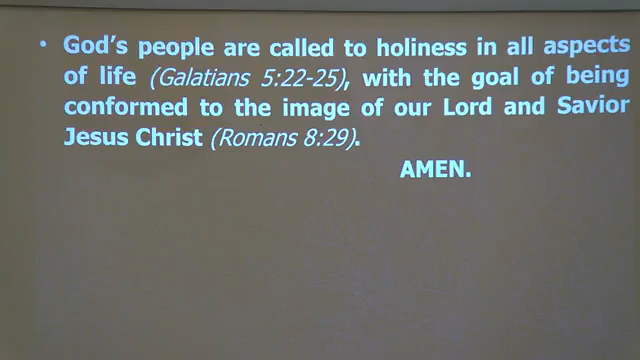 • God's people are called to holiness in all aspects
of life (Galatians 5:22-25), with the goal of being
conformed to the image of our Lord and Savior
Jesus Christ (Romans 8:29).
AMEN.